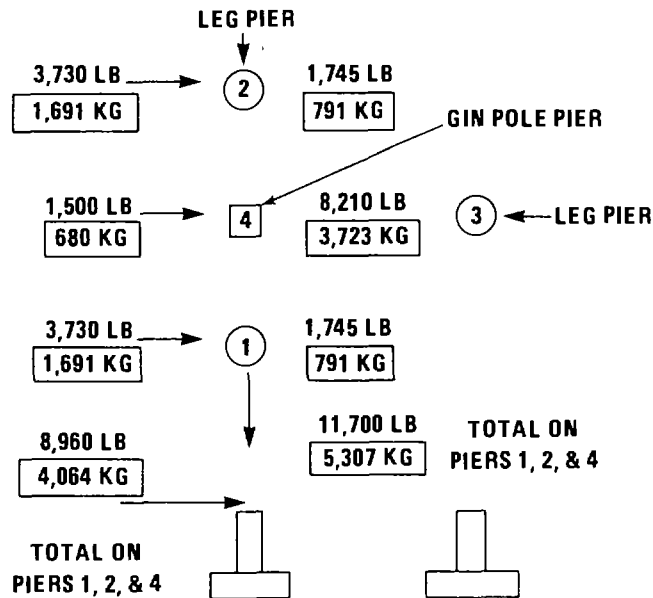 LEG PIER
3,730 LB
1,691 KG
2
1,745 LB
791 KG
GIN POLE PIER
1,500 LB
680 KG
4
8,210 LB
3,723 KG
3
LEG PIER
3,730 LB
1,691 KG
1
1,745 LB
791 KG
8,960 LB
4,064 KG
11,700 LB
5,307 KG
TOTAL ON
PIERS 1, 2, & 4
TOTAL ON
PIERS 1, 2, & 4